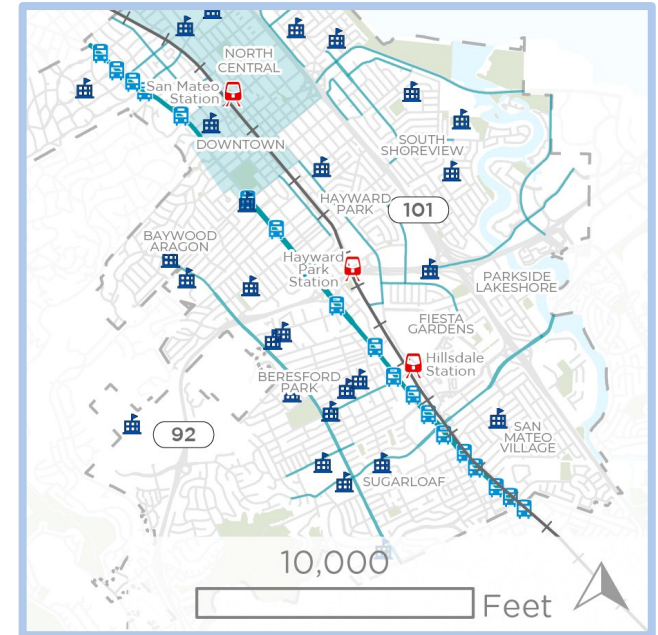 NORTH
CENTRAL
San Mateo
Station
DOWNTOWN
SOUTH
SHOREVIEW
HAYWARD
PARK
101
BAYWOOD
ARAGON
Hayward
Park
Station
PARKSIDE
LAKESHORE
FIESTA
GARDENS
Hillsdale
Station
BERESFORD
PARK
92
SAN
MATEO
VILLAGE
SUGARLOAF
10,000
Feet